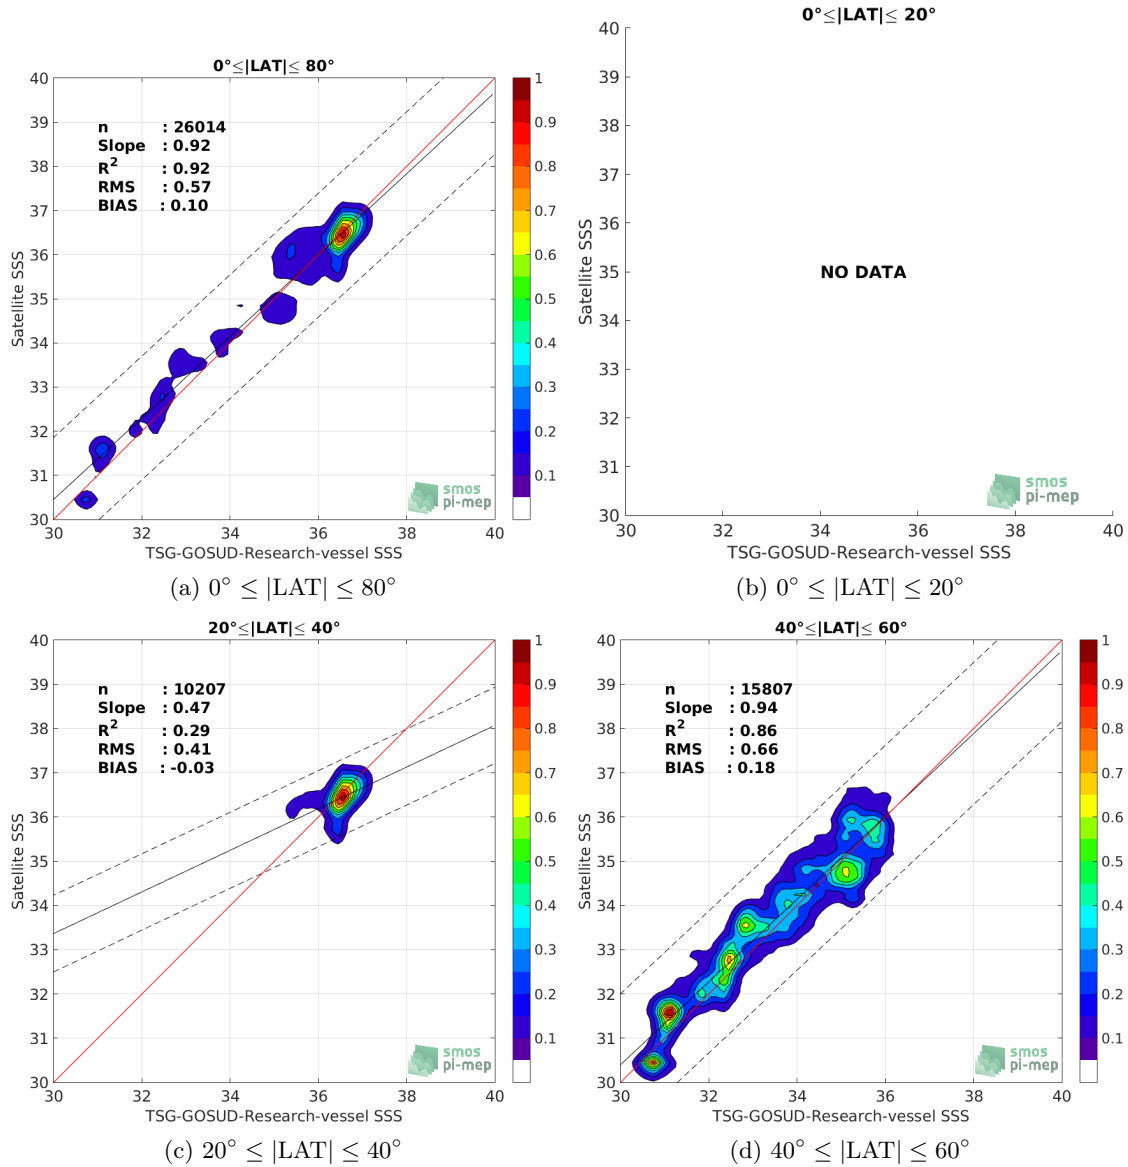 0°≤|LAT|≤ 80°
n : 26014
Slope : 0.92
R² : 0.92
RMS : 0.57
BIAS : 0.10
40
39
38
37
36
35
34
33
32
31
30
30 32 34 36 38 40
Satellite SSS
TSG-GOSUD-Research-vessel SSS
1
0.9
0.8
0.7
0.6
0.5
0.4
0.3
0.2
0.1
smos
pi-mep
(a) 0° ≤ |LAT| ≤ 80°
0°≤|LAT|≤ 20°
40
39
38
37
36
35
34
33
32
31
30
30 32 34 36 38 40
Satellite SSS
NO DATA
smos
pi-mep
TSG-GOSUD-Research-vessel SSS
(b) 0° ≤ |LAT| ≤ 20°
20°≤|LAT|≤ 40°
n : 10207
Slope : 0.47
R² : 0.29
RMS : 0.41
BIAS : -0.03
40
39
38
37
36
35
34
33
32
31
30
30 32 34 36 38 40
Satellite SSS
TSG-GOSUD-Research-vessel SSS
1
0.9
0.8
0.7
0.6
0.5
0.4
0.3
0.2
0.1
smos
pi-mep
(c) 20° ≤ |LAT| ≤ 40°
40°≤|LAT|≤ 60°
n : 15807
Slope : 0.94
R² : 0.86
RMS : 0.66
BIAS : 0.18
40
39
38
37
36
35
34
33
32
31
30
30 32 34 36 38 40
Satellite SSS
TSG-GOSUD-Research-vessel SSS
1
0.9
0.8
0.7
0.6
0.5
0.4
0.3
0.2
0.1
smos
pi-mep
(d) 40° ≤ |LAT| ≤ 60°